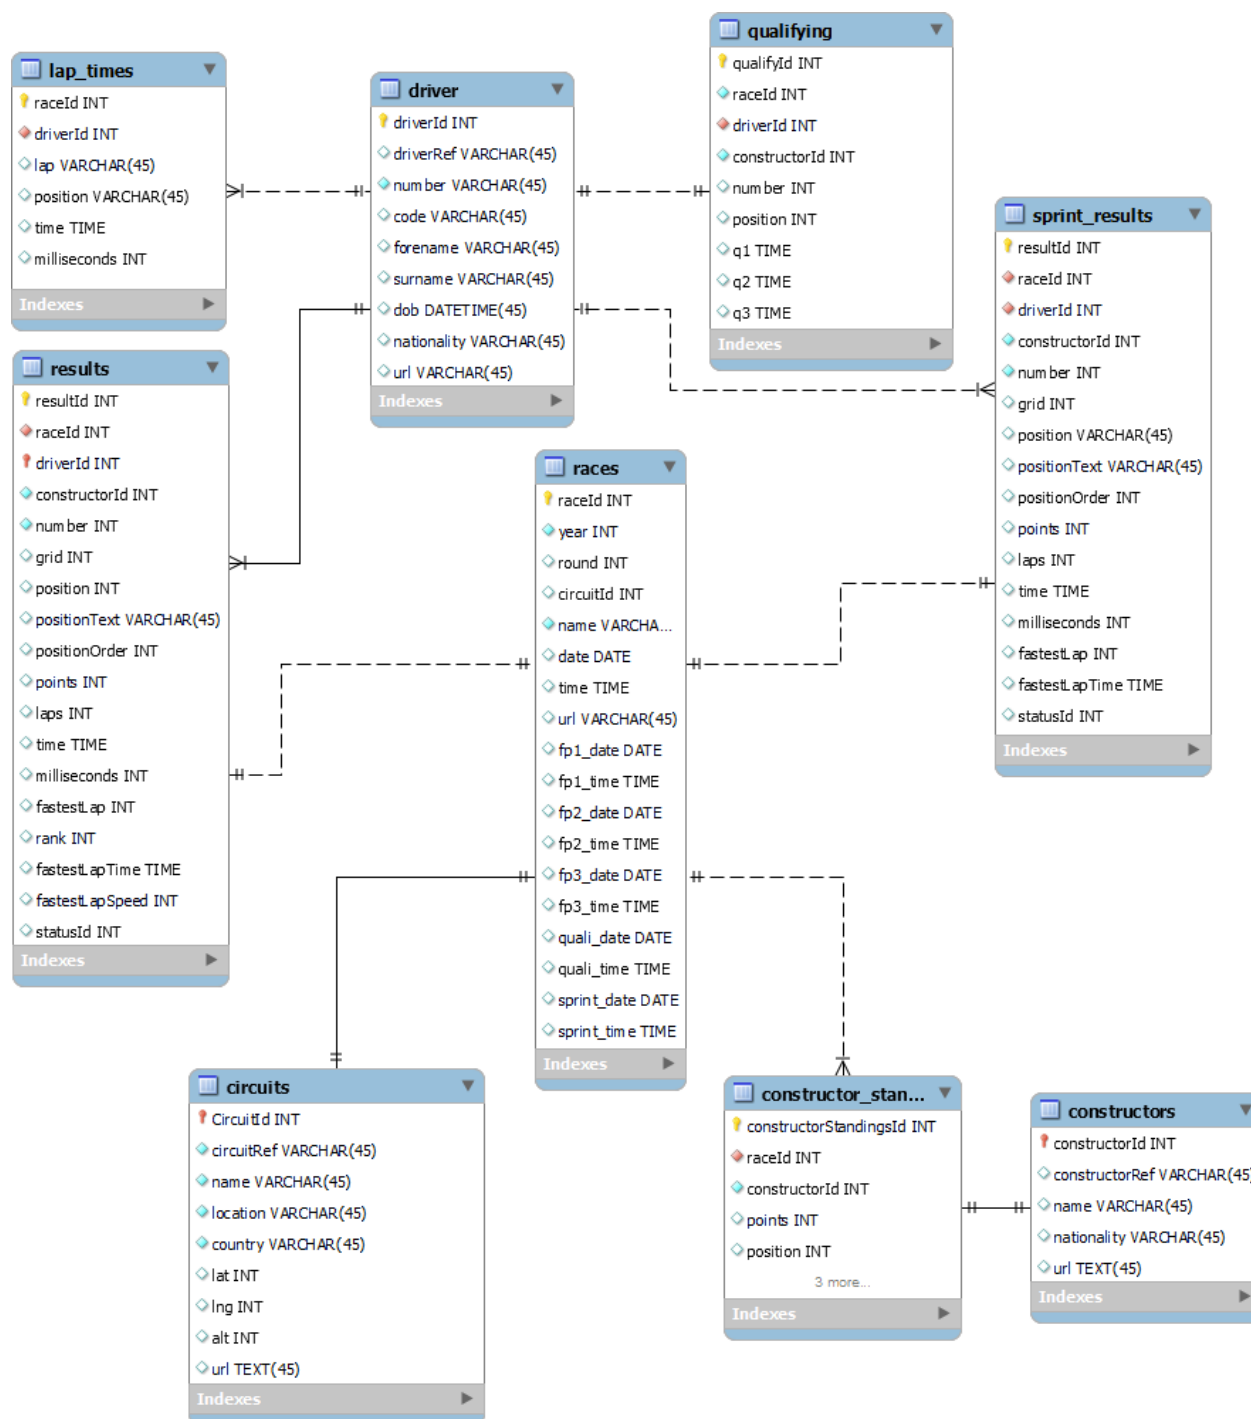 lap_times
raceId INT
driverId INT
lap VARCHAR(45)
position VARCHAR(45)
time TIME
milliseconds INT
Indexes
driver
driverId INT
driverRef VARCHAR(45)
number VARCHAR(45)
code VARCHAR(45)
forename VARCHAR(45)
surname VARCHAR(45)
dob DATETIME(45)
nationality VARCHAR(45)
url VARCHAR(45)
Indexes
qualifying
qualifyId INT
raceId INT
driverId INT
constructorId INT
number INT
position INT
q1 TIME
q2 TIME
q3 TIME
Indexes
sprint_results
resultId INT
raceId INT
driverId INT
constructorId INT
number INT
grid INT
position VARCHAR(45)
positionText VARCHAR(45)
positionOrder INT
points INT
laps INT
time TIME
milliseconds INT
fastestLap INT
fastestLapTime TIME
statusId INT
Indexes
results
resultId INT
raceId INT
driverId INT
constructorId INT
number INT
grid INT
position INT
positionText VARCHAR(45)
positionOrder INT
points INT
laps INT
time TIME
milliseconds INT
fastestLap INT
rank INT
fastestLapTime TIME
fastestLapSpeed INT
statusId INT
Indexes
races
raceId INT
year INT
round INT
circuitId INT
name VARCHA...
date DATE
time TIME
url VARCHAR(45)
fp1_date DATE
fp1_time TIME
fp2_date DATE
fp2_time TIME
fp3_date DATE
fp3_time TIME
quali_date DATE
quali_time TIME
sprint_date DATE
sprint_time TIME
Indexes
circuits
CircuitId INT
circuitRef VARCHAR(45)
name VARCHAR(45)
location VARCHAR(45)
country VARCHAR(45)
lat INT
lng INT
alt INT
url TEXT(45)
Indexes
constructor_stan...
constructorStandingsId INT
raceId INT
constructorId INT
points INT
position INT
3 more...
Indexes
constructors
constructorId INT
constructorRef VARCHAR(45)
name VARCHAR(45)
nationality VARCHAR(45)
url TEXT(45)
Indexes